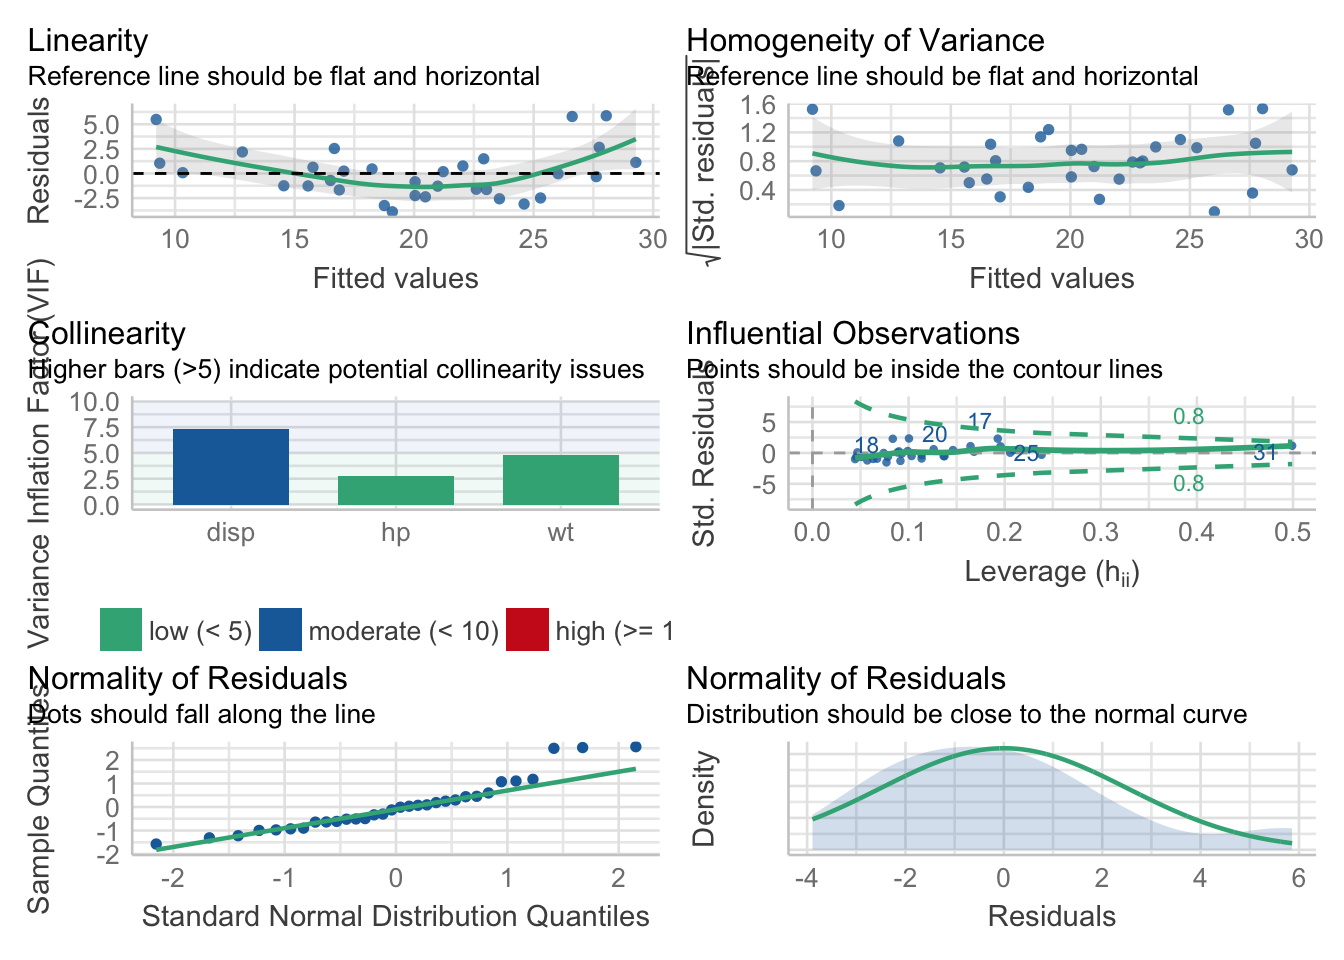 Linearity
Reference line should be flat and horizontal
Residuals
5.0
2.5
0.0
-2.5
10
15
20
25
30
Fitted values
Homogeneity of Variance
Reference line should be flat and horizontal
√|Std. residuals|
1.6
1.2
0.8
0.4
10
15
20
25
30
Fitted values
Collinearity
Higher bars (>5) indicate potential collinearity issues
Variance Inflation Factor (VIF)
10.0
7.5
5.0
2.5
0.0
disp
hp
wt
low (< 5)
moderate (< 10)
high (>= 1
Influential Observations
Points should be inside the contour lines
Std. Residuals
5
0
-5
18
20
17
25
31
0.8
0.8
0.0
0.1
0.2
0.3
0.4
0.5
Leverage (hii)
Normality of Residuals
Dots should fall along the line
Sample Quantiles
2
1
0
-1
-2
-2
-1
0
1
2
Standard Normal Distribution Quantiles
Normality of Residuals
Distribution should be close to the normal curve
Density
-4
-2
0
2
4
6
Residuals